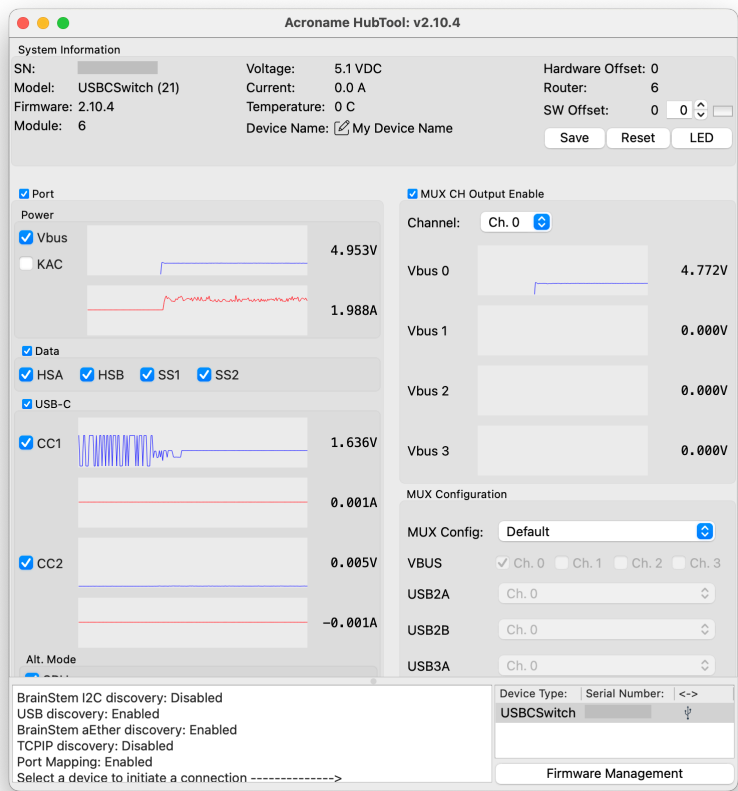 Acroname HubTool: v2.10.4
System Information
SN:
Model: USBCSwitch (21)
Firmware: 2.10.4
Module: 6
Voltage: 5.1 VDC
Current: 0.0 A
Temperature: 0 C
Device Name: My Device Name
Hardware Offset: 0
Router: 6
SW Offset: 0 0
Save Reset LED
Port
Power
Vbus
4.953V
KAC
1.988A
Data
HSA HSB SS1 SS2
USB-C
CC1 1.636V
0.001A
CC2 0.005V
-0.001A
Alt. Mode
MUX CH Output Enable
Channel: Ch. 0
Vbus 0 4.772V
Vbus 1 0.000V
Vbus 2 0.000V
Vbus 3 0.000V
MUX Configuration
MUX Config: Default
VBUS Ch. 0 Ch. 1 Ch. 2 Ch. 3
USB2A Ch. 0
USB2B Ch. 0
USB3A Ch. 0
BrainStem I2C discovery: Disabled
USB discovery: Enabled
BrainStem aEther discovery: Enabled
TCPIP discovery: Disabled
Port Mapping: Enabled
Select a device to initiate a connection -------------->
Device Type: Serial Number: <->
USBCSwitch
Firmware Management